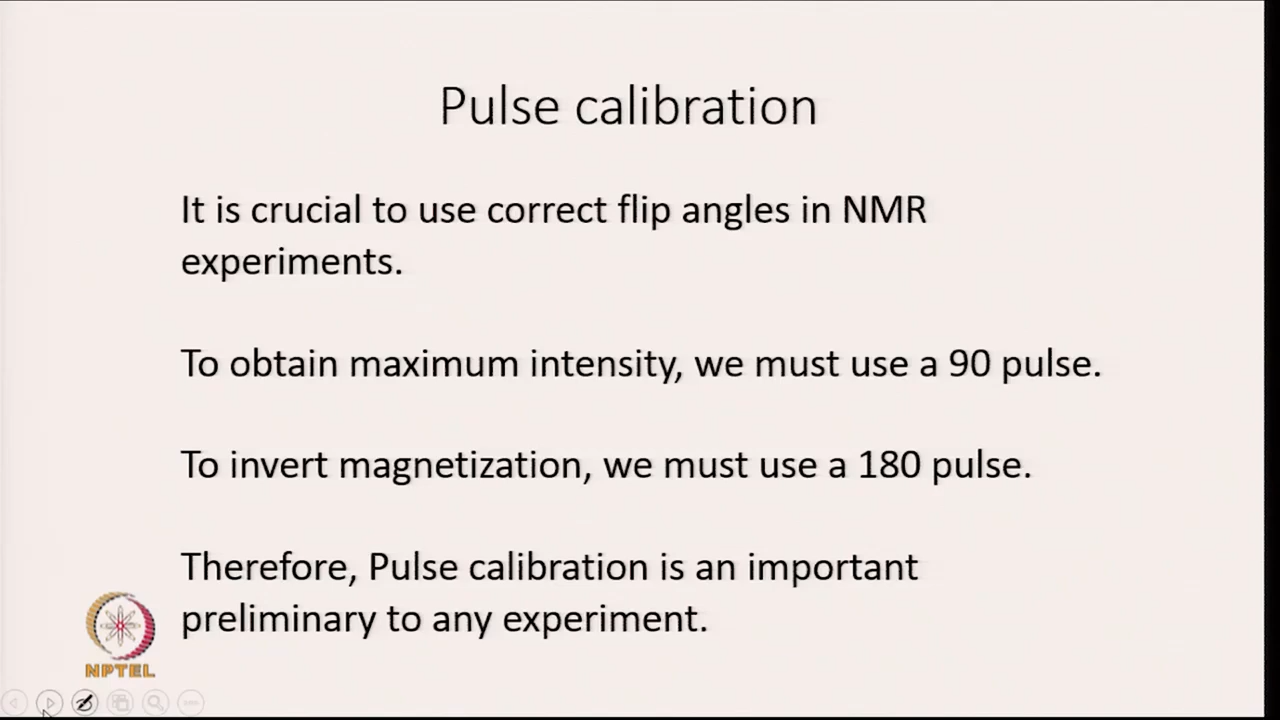 Pulse calibration
It is crucial to use correct flip angles in NMR
experiments.
To obtain maximum intensity, we must use a 90 pulse.
To invert magnetization, we must use a 180 pulse.
Therefore, Pulse calibration is an important
preliminary to any experiment.
NPTEL